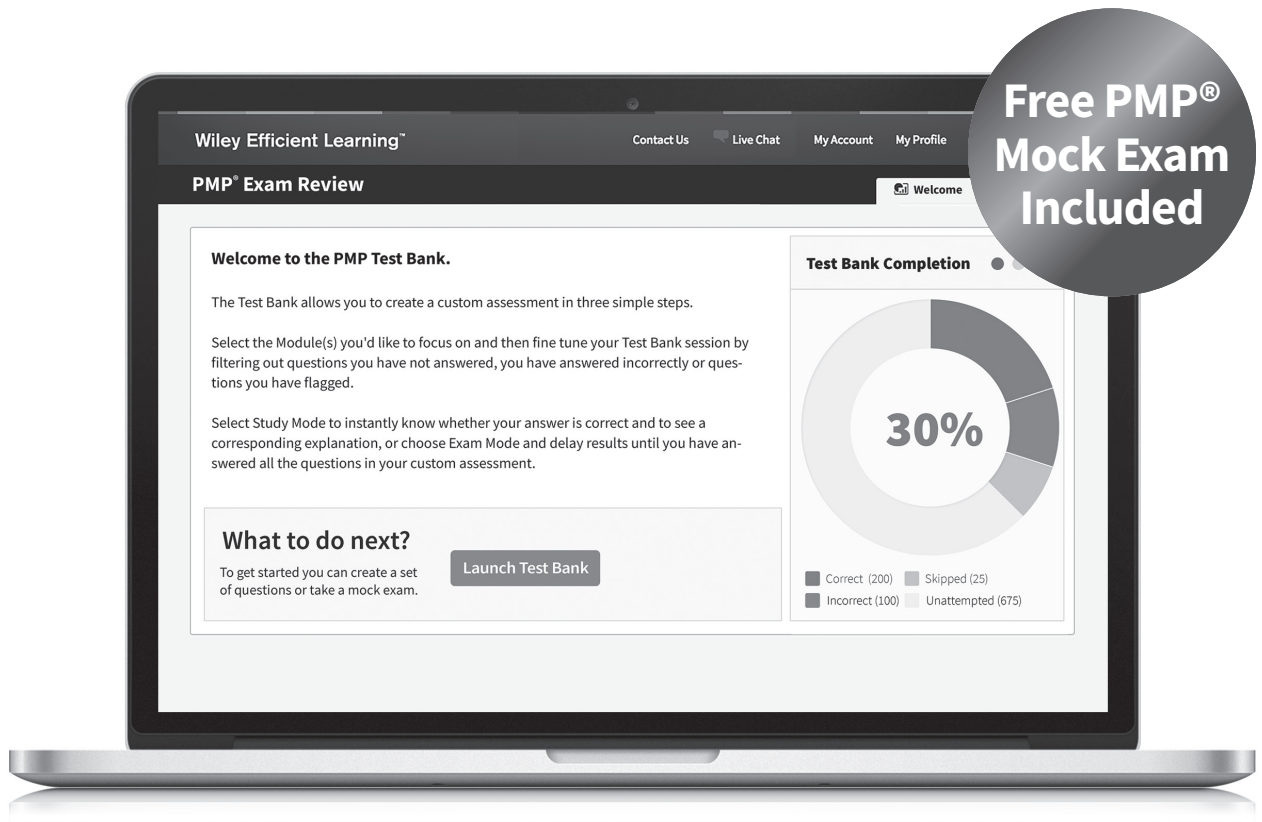 Free PMP®
Mock Exam
Included
Wiley Efficient Learning™
Contact Us
Live Chat
My Account
My Profile
PMP® Exam Review
Welcome
Welcome to the PMP Test Bank.
The Test Bank allows you to create a custom assessment in three simple steps.
Select the Module(s) you'd like to focus on and then fine tune your Test Bank session by
filtering out questions you have not answered, you have answered incorrectly or ques-
tions you have flagged.
Select Study Mode to instantly know whether your answer is correct and to see a
corresponding explanation, or choose Exam Mode and delay results until you have an-
swered all the questions in your custom assessment.
What to do next?
To get started you can create a set
of questions or take a mock exam.
Launch Test Bank
Test Bank Completion
30%
Correct (200)
Skipped (25)
Incorrect (100)
Unattempted (675)